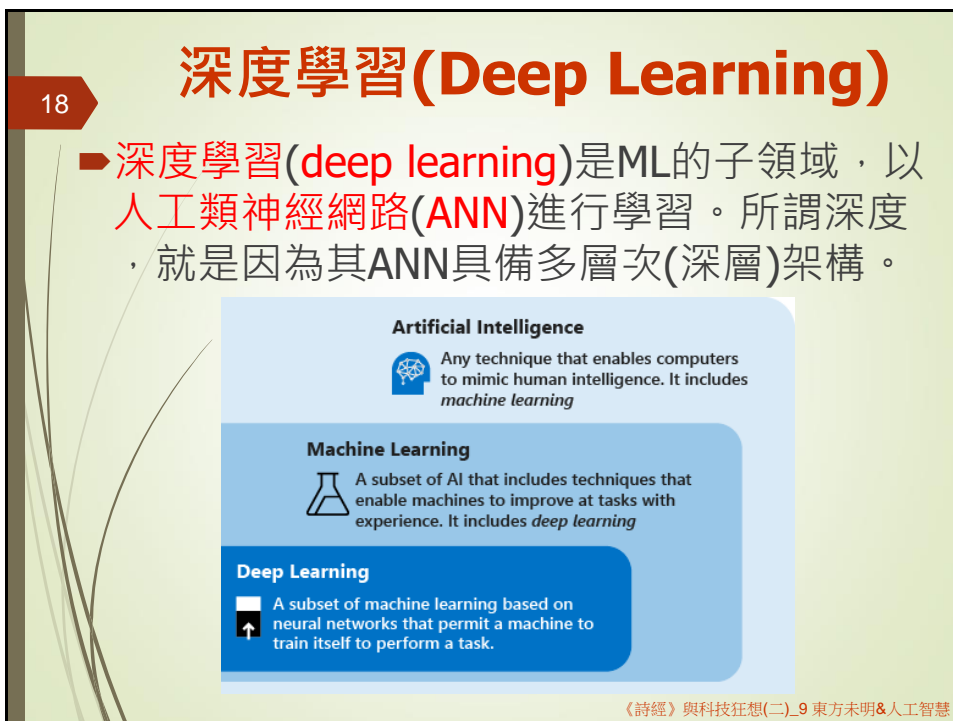 深度學習(Deep Learning)
18
深度學習(deep learning)是ML的子領域，以
人工類神經網路(ANN)進行學習。所謂深度
，就是因為其ANN具備多層次(深層)架構。
Artificial Intelligence
Any technique that enables computers
to mimic human intelligence. It includes
machine learning
Machine Learning
A subset of AI that includes techniques that
enable machines to improve at tasks with
experience. It includes deep learning
Deep Learning
A subset of machine learning based on
neural networks that permit a machine to
train itself to perform a task.
《詩經》與科技狂想(二)_9 東方未明&人工智慧